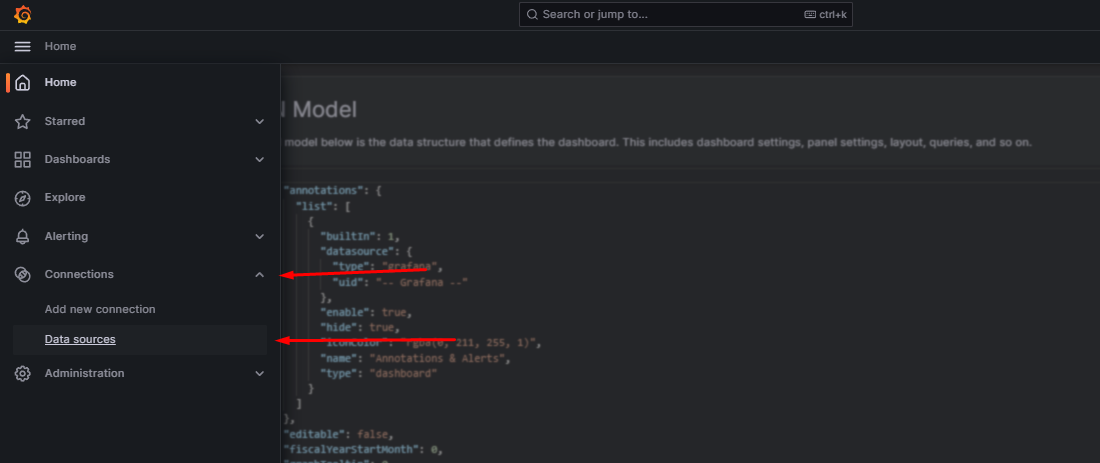 Search or jump to...
ctrl+k
Home
Home
Starred
Dashboards
Explore
Alerting
Connections
Add new connection
Data sources
Administration
Model
model below is the data structure that defines the dashboard. This includes dashboard settings, panel settings, layout, queries, and so on.
"annotations": {
"list": [
{
"builtIn": 1,
"datasource": {
"type": "grafana",
"uid": "-- Grafana --"
},
"enable": true,
"hide": true,
"iconColor": "rgba(0, 211, 255, 1)",
"name": "Annotations & Alerts",
"type": "dashboard"
}
]
},
"editable": false,
"fiscalYearStartMonth": 0,